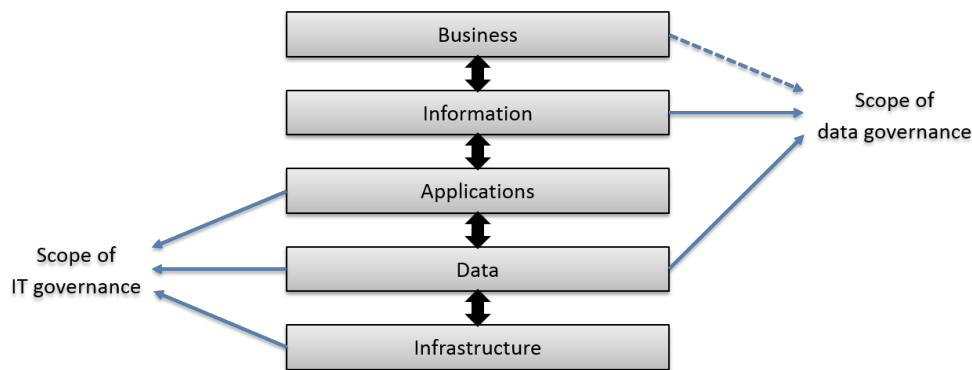 Business
Information
Scope of
data governance
Applications
Scope of
IT governance
Data
Infrastructure